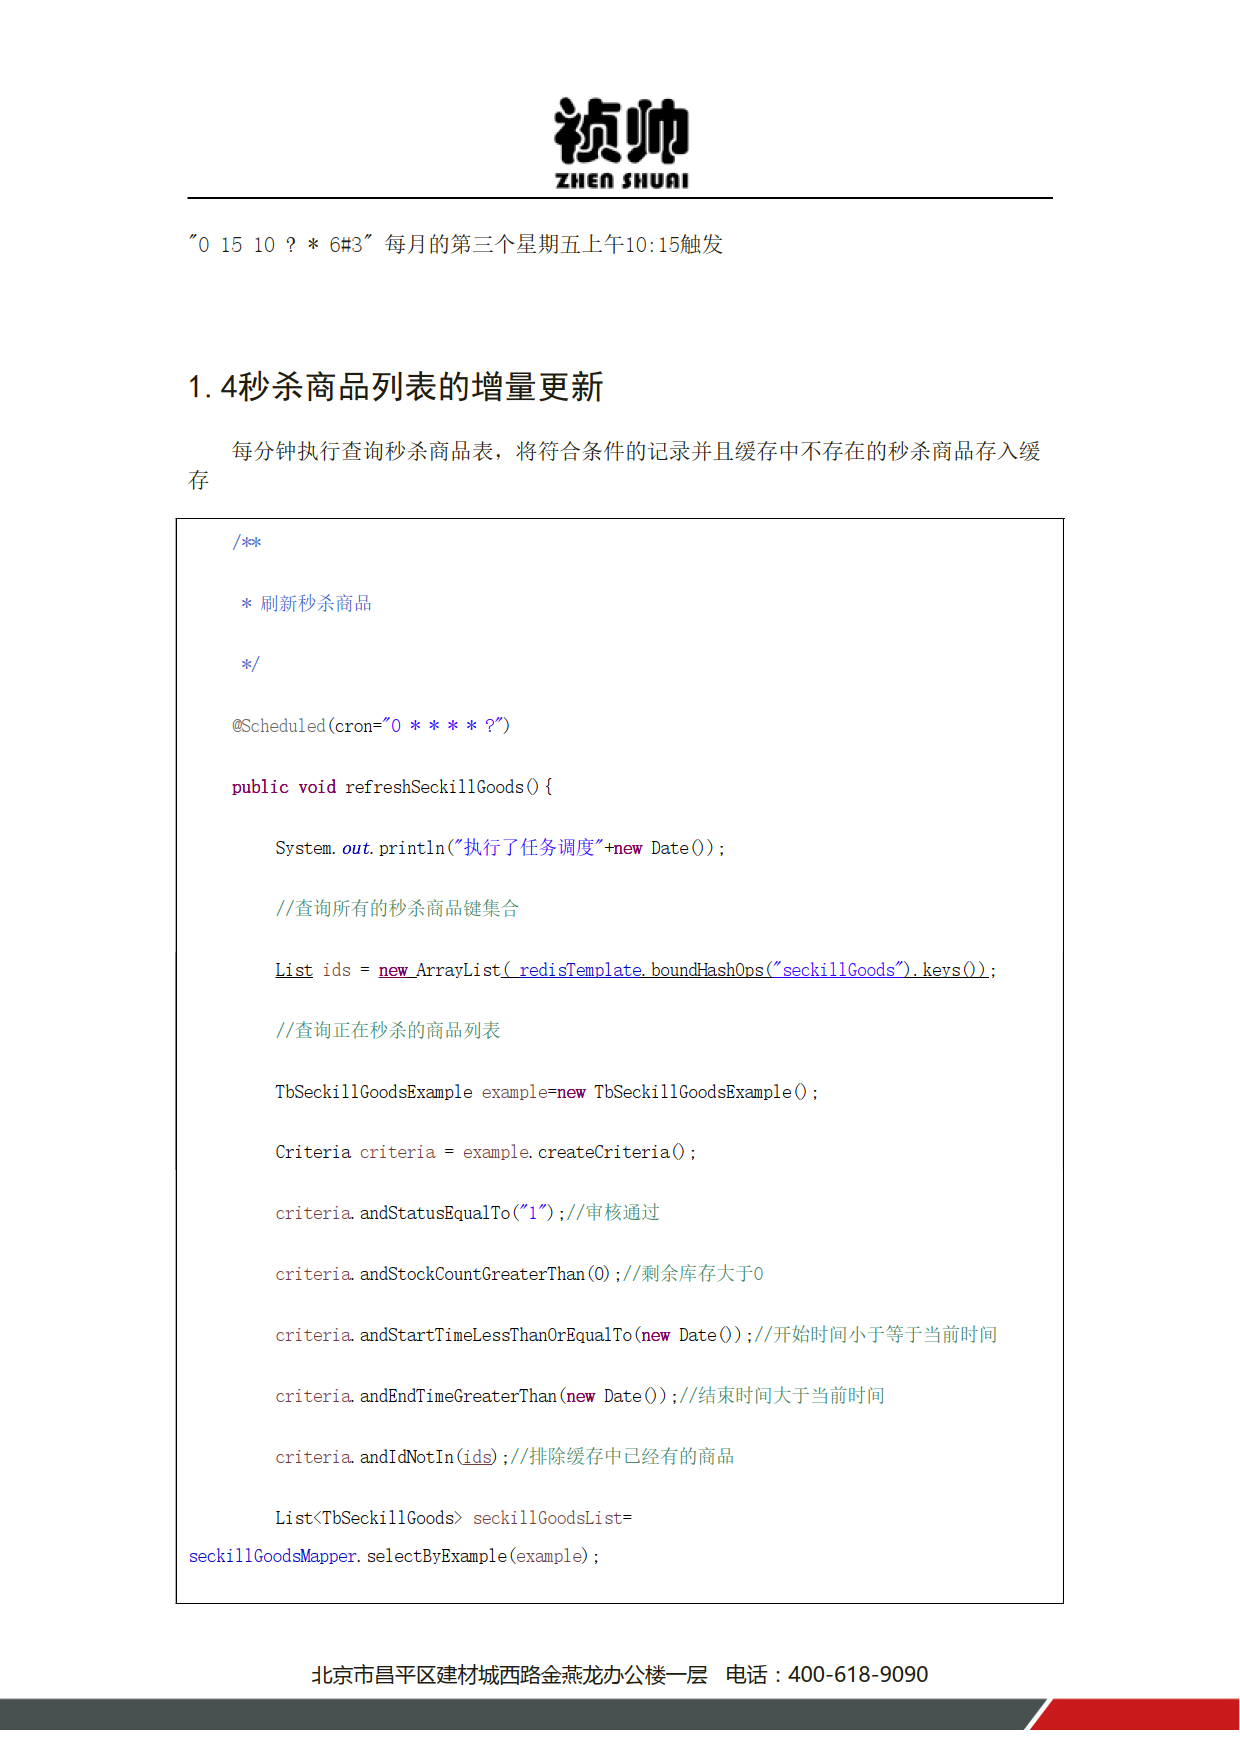 祯帅
ZHEN SHUAI
"0 15 10 ? * 6#3" 每月的第三个星期五上午10:15触发
1.4秒杀商品列表的增量更新
每分钟执行查询秒杀商品表，将符合条件的记录并且缓存中不存在的秒杀商品存入缓
存
/**
* 刷新秒杀商品
*/
@Scheduled(cron="0 * * * * ?")
public void refreshSeckillGoods(){
System.out.println("执行了任务调度"+new Date());
//查询所有的秒杀商品键集合
List ids = new ArrayList( redisTemplate.boundHashOps("seckillGoods").keys());
//查询正在秒杀的商品列表
TbSeckillGoodsExample example=new TbSeckillGoodsExample();
Criteria criteria = example.createCriteria();
criteria.andStatusEqualTo("1");//审核通过
criteria.andStockCountGreaterThan(0);//剩余库存大于0
criteria.andStartTimeLessThanOrEqualTo(new Date());//开始时间小于等于当前时间
criteria.andEndTimeGreaterThan(new Date());//结束时间大于当前时间
criteria.andIdNotIn(ids);//排除缓存中已经有的商品
List<TbSeckillGoods> seckillGoodsList=
seckillGoodsMapper.selectByExample(example);
北京市昌平区建材城西路金燕龙办公楼一层 电话：400-618-9090